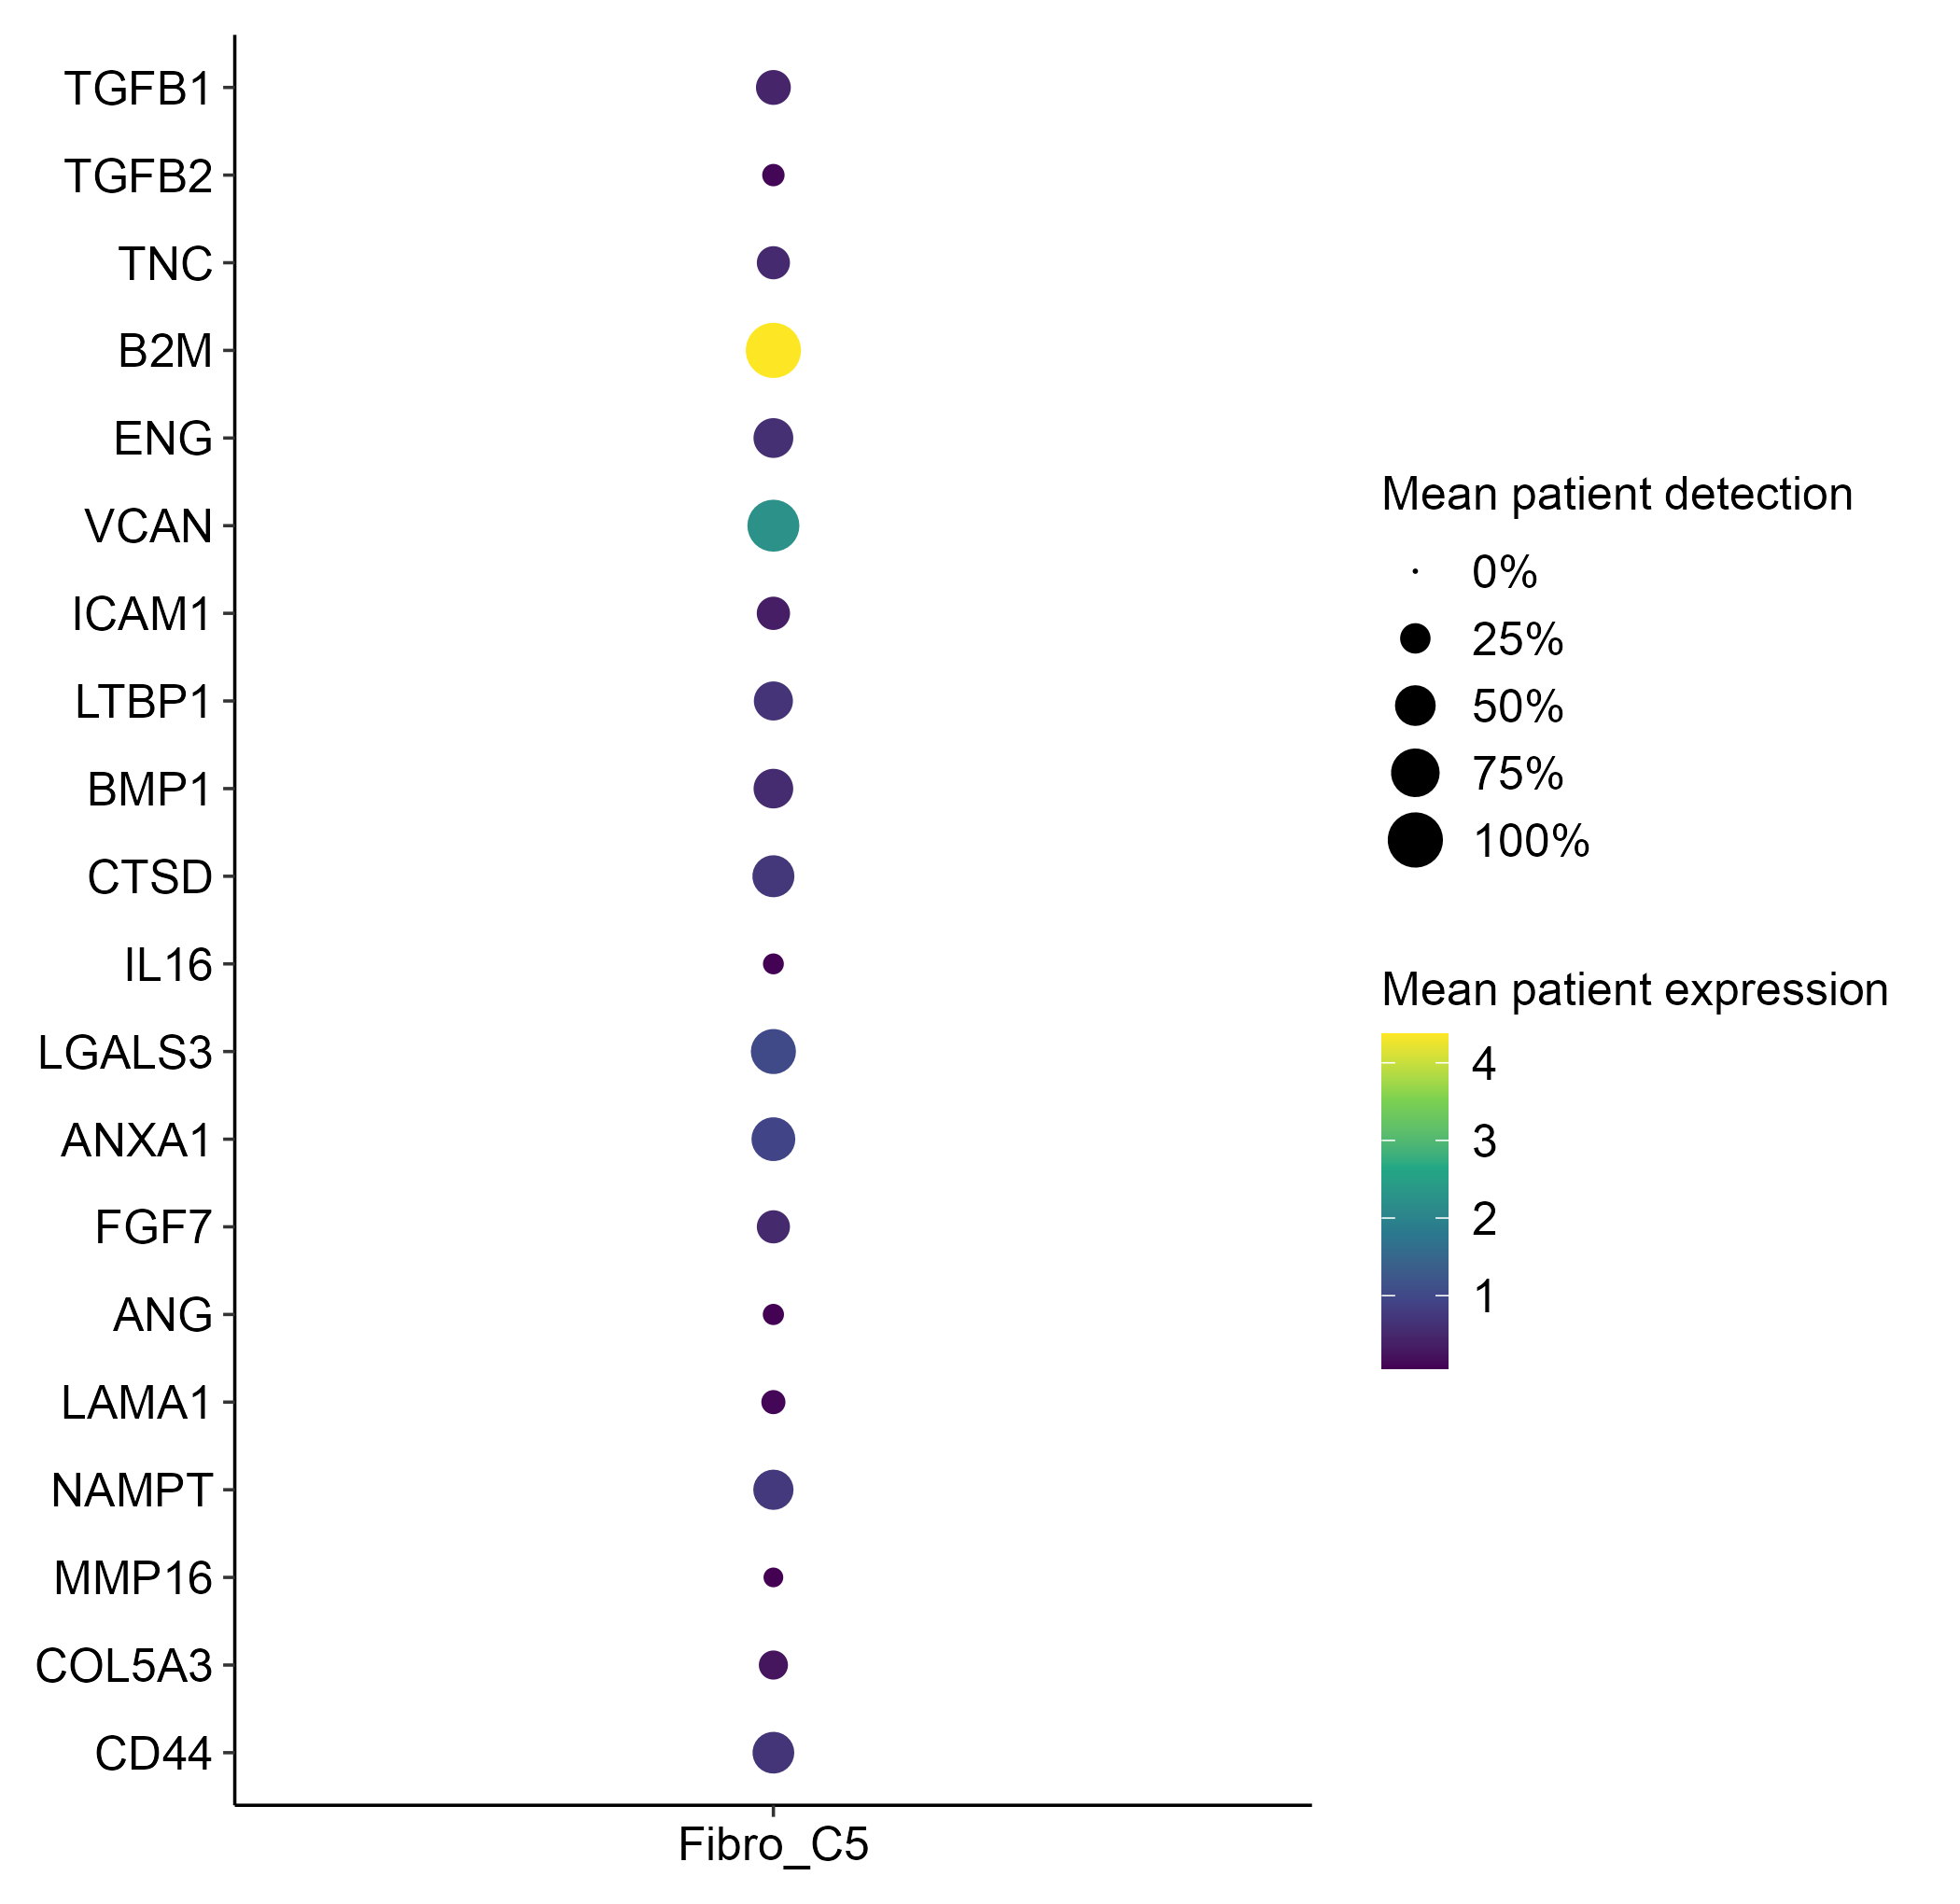 TGFB1
TGFB2
TNC
B2M
ENG
VCAN
ICAM1
LTBP1
BMP1
CTSD
IL16
LGALS3
ANXA1
FGF7
ANG
LAMA1
NAMPT
MMP16
COL5A3
CD44
Fibro_C5
Mean patient detection
0%
25%
50%
75%
100%
Mean patient expression
4
3
2
1